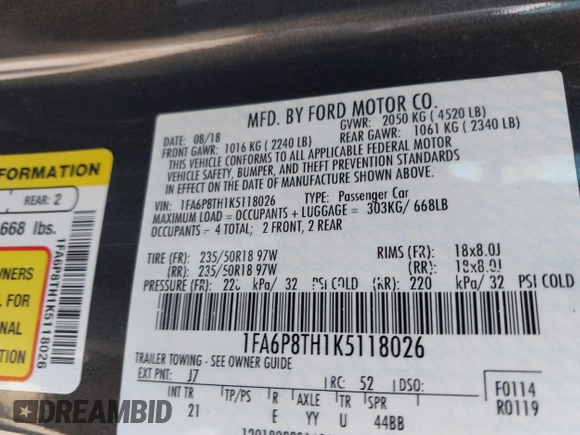 MFD. BY FORD MOTOR CO.
DATE: 08/18 GVWR: 2050 KG ( 4520 LB)
FRONT GAWR: 1016 KG ( 2240 LB) REAR GAWR: 1061 KG ( 2340 LB)
THIS VEHICLE CONFORMS TO ALL APPLICABLE FEDERAL MOTOR
VEHICLE SAFETY, BUMPER, AND THEFT PREVENTION STANDARDS
IN EFFECT ON THE DATE OF MANUFACTURE SHOWN ABOVE.
VIN: 1FA6P8TH1K5118026 TYPE: Passenger Car
MAXIMUM LOAD = OCCUPANTS + LUGGAGE = 303KG/ 668LB
OCCUPANTS - 4 TOTAL; 2 FRONT, 2 REAR
TIRE (FR): 235/50R18 97W RIMS (FR): 18x8.0J
(RR): 235/50R18 97W (RR): 18x8.0J
PRESSURE (FR): 220 kPa/ 32 PSI COLD (RR): 220 kPa/ 32 PSI COLD
1FA6P8TH1K5118026
TRAILER TOWING - SEE OWNER GUIDE
EXT PNT: J7 RC: 52 DSO:
INT TR TP/PS R AXLE TR SPR
21 E YY U 44BB
F0114
R0119
FORMATION
REAR: 2
668 lbs.
WNERS
L FOR
ONAL
TION
1FA6P8TH1K5118026
DREAMBID